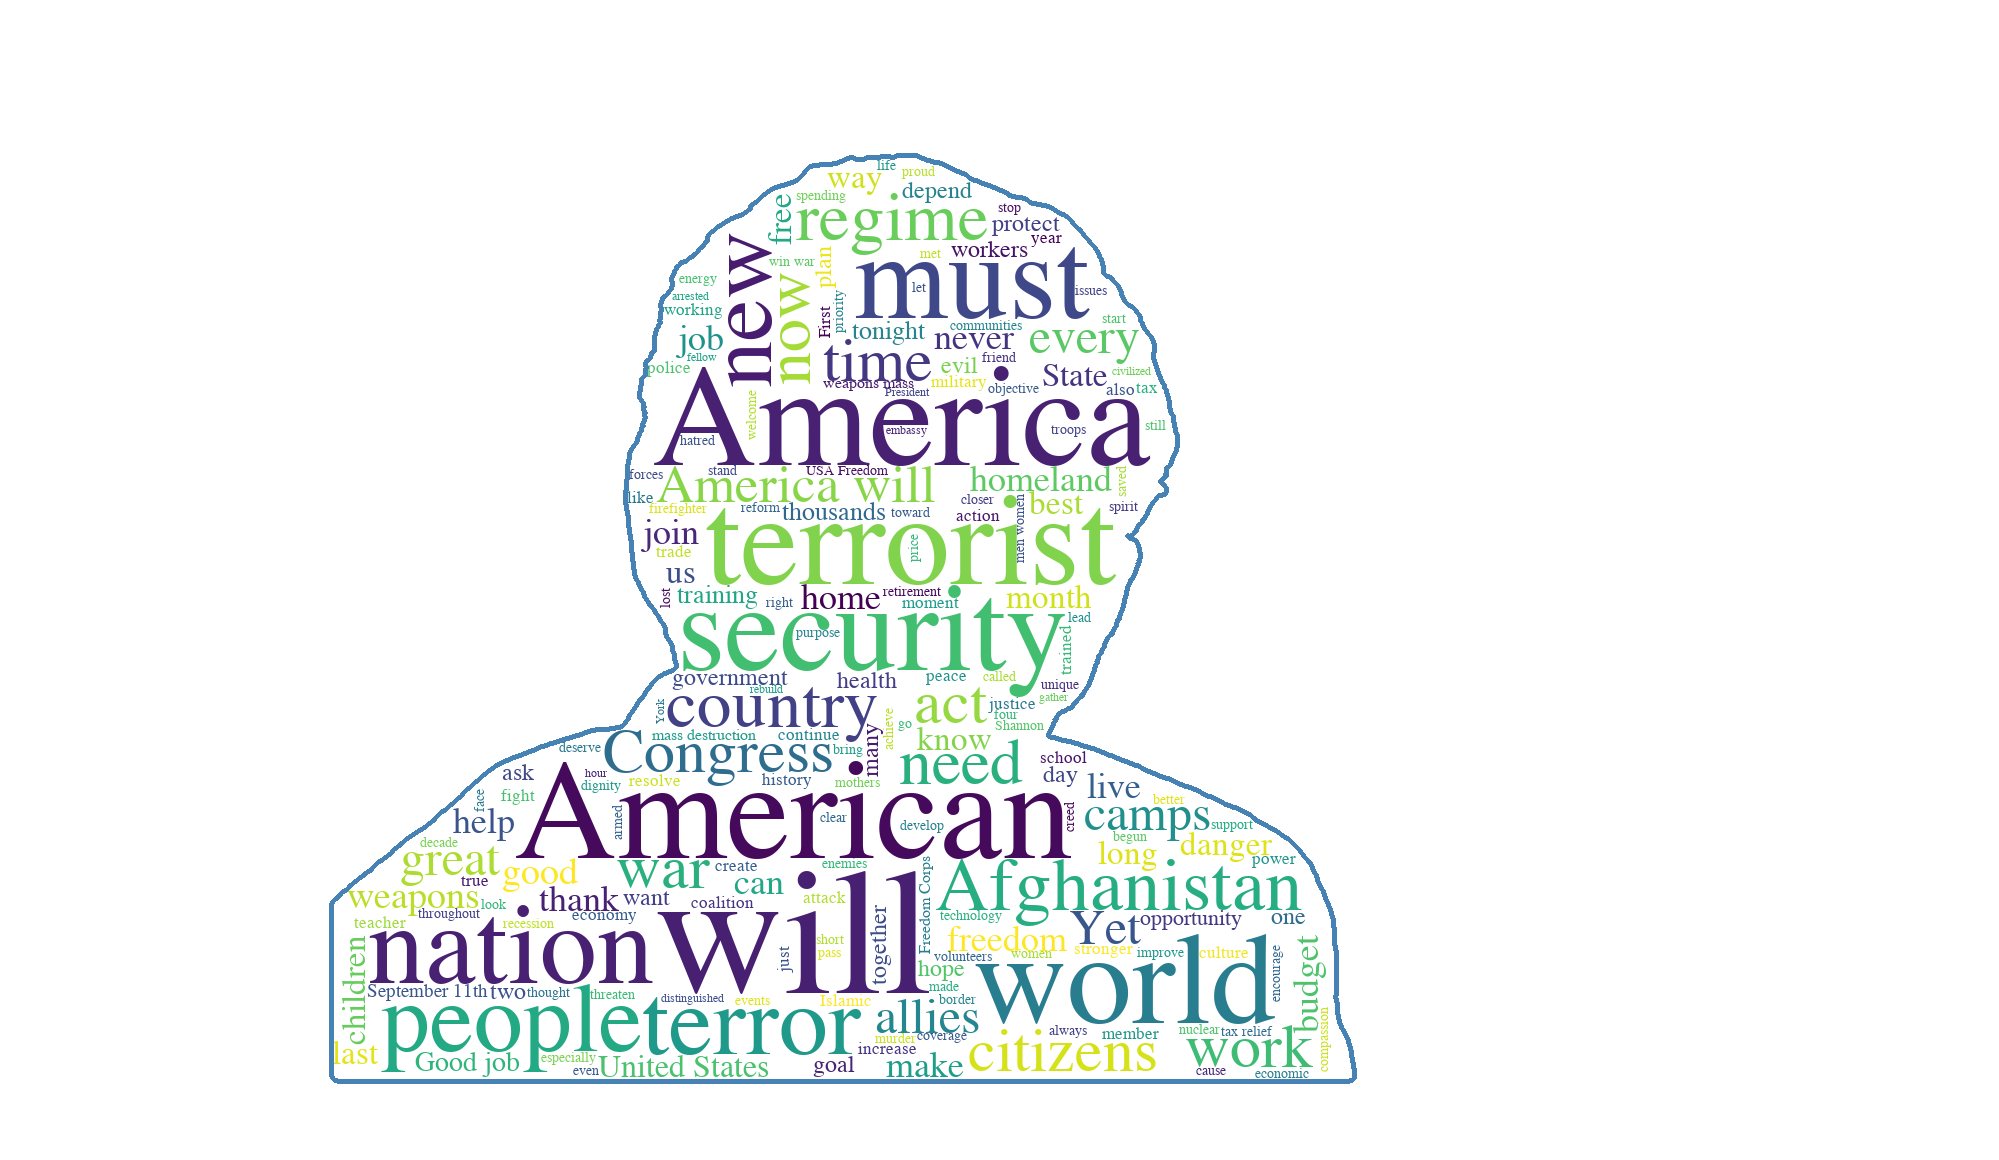 life
way
proud
spending
depend
free
regime
stop
protect
new
workers
year
plan
met
win war
must
energy
now
let
issues
arrested
priority
working
First
tonight
communities
start
job
never
every
fellow
time
evil
friend
police
State
civilized
weapons mass
military
President
objective
also
tax
America
welcome
embassy
troops
still
hatred
forces
stand
USA Freedom
America will
homeland
saved
like
closer
men women
best
firefighter
reform
thousands
toward
action
spirit
join
terrorist
trade
price
us
lost
training
right
home
retirement
moment
month
security
lead
purpose
trained
government
health
peace
called
unique
rebuild
country
act
gather
York
justice
four
achieve
go
Shannon
mass destruction
continue
many
know
deserve
Congress
bring
need
school
ask
hour
resolve
history
mothers
day
live
dignity
face
fight
American
better
help
armed
clear
develop
creed
camps
support
decade
begun
great
good
war
create
enemies
long
danger
can
power
true
Freedom Corps
Afghanistan
weapons
look
thank
want
coalition
attack
will
throughout
economy
together
technology
Yet
opportunity
one
teacher
recession
nation
just
short
pass
freedom
stronger
improve
culture
volunteers
women
world
encourage
budget
children
hope
September 11th
two
thought
threaten
distinguished
events
Islamic
made
border
people
terror
allies
citizens
always
member
nuclear
tax relief
coverage
murder
work
compassion
last
Good job
especially
even
United States
increase
goal
make
cause
economic